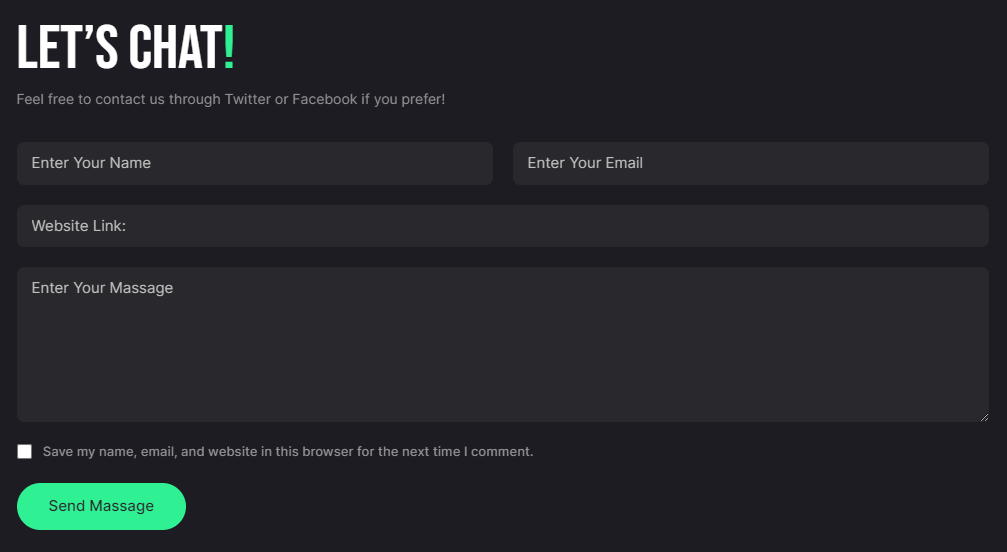 LET’S CHAT!
Feel free to contact us through Twitter or Facebook if you prefer!
Enter Your Name
Enter Your Email
Website Link:
Enter Your Massage
Save my name, email, and website in this browser for the next time I comment.
Send Massage